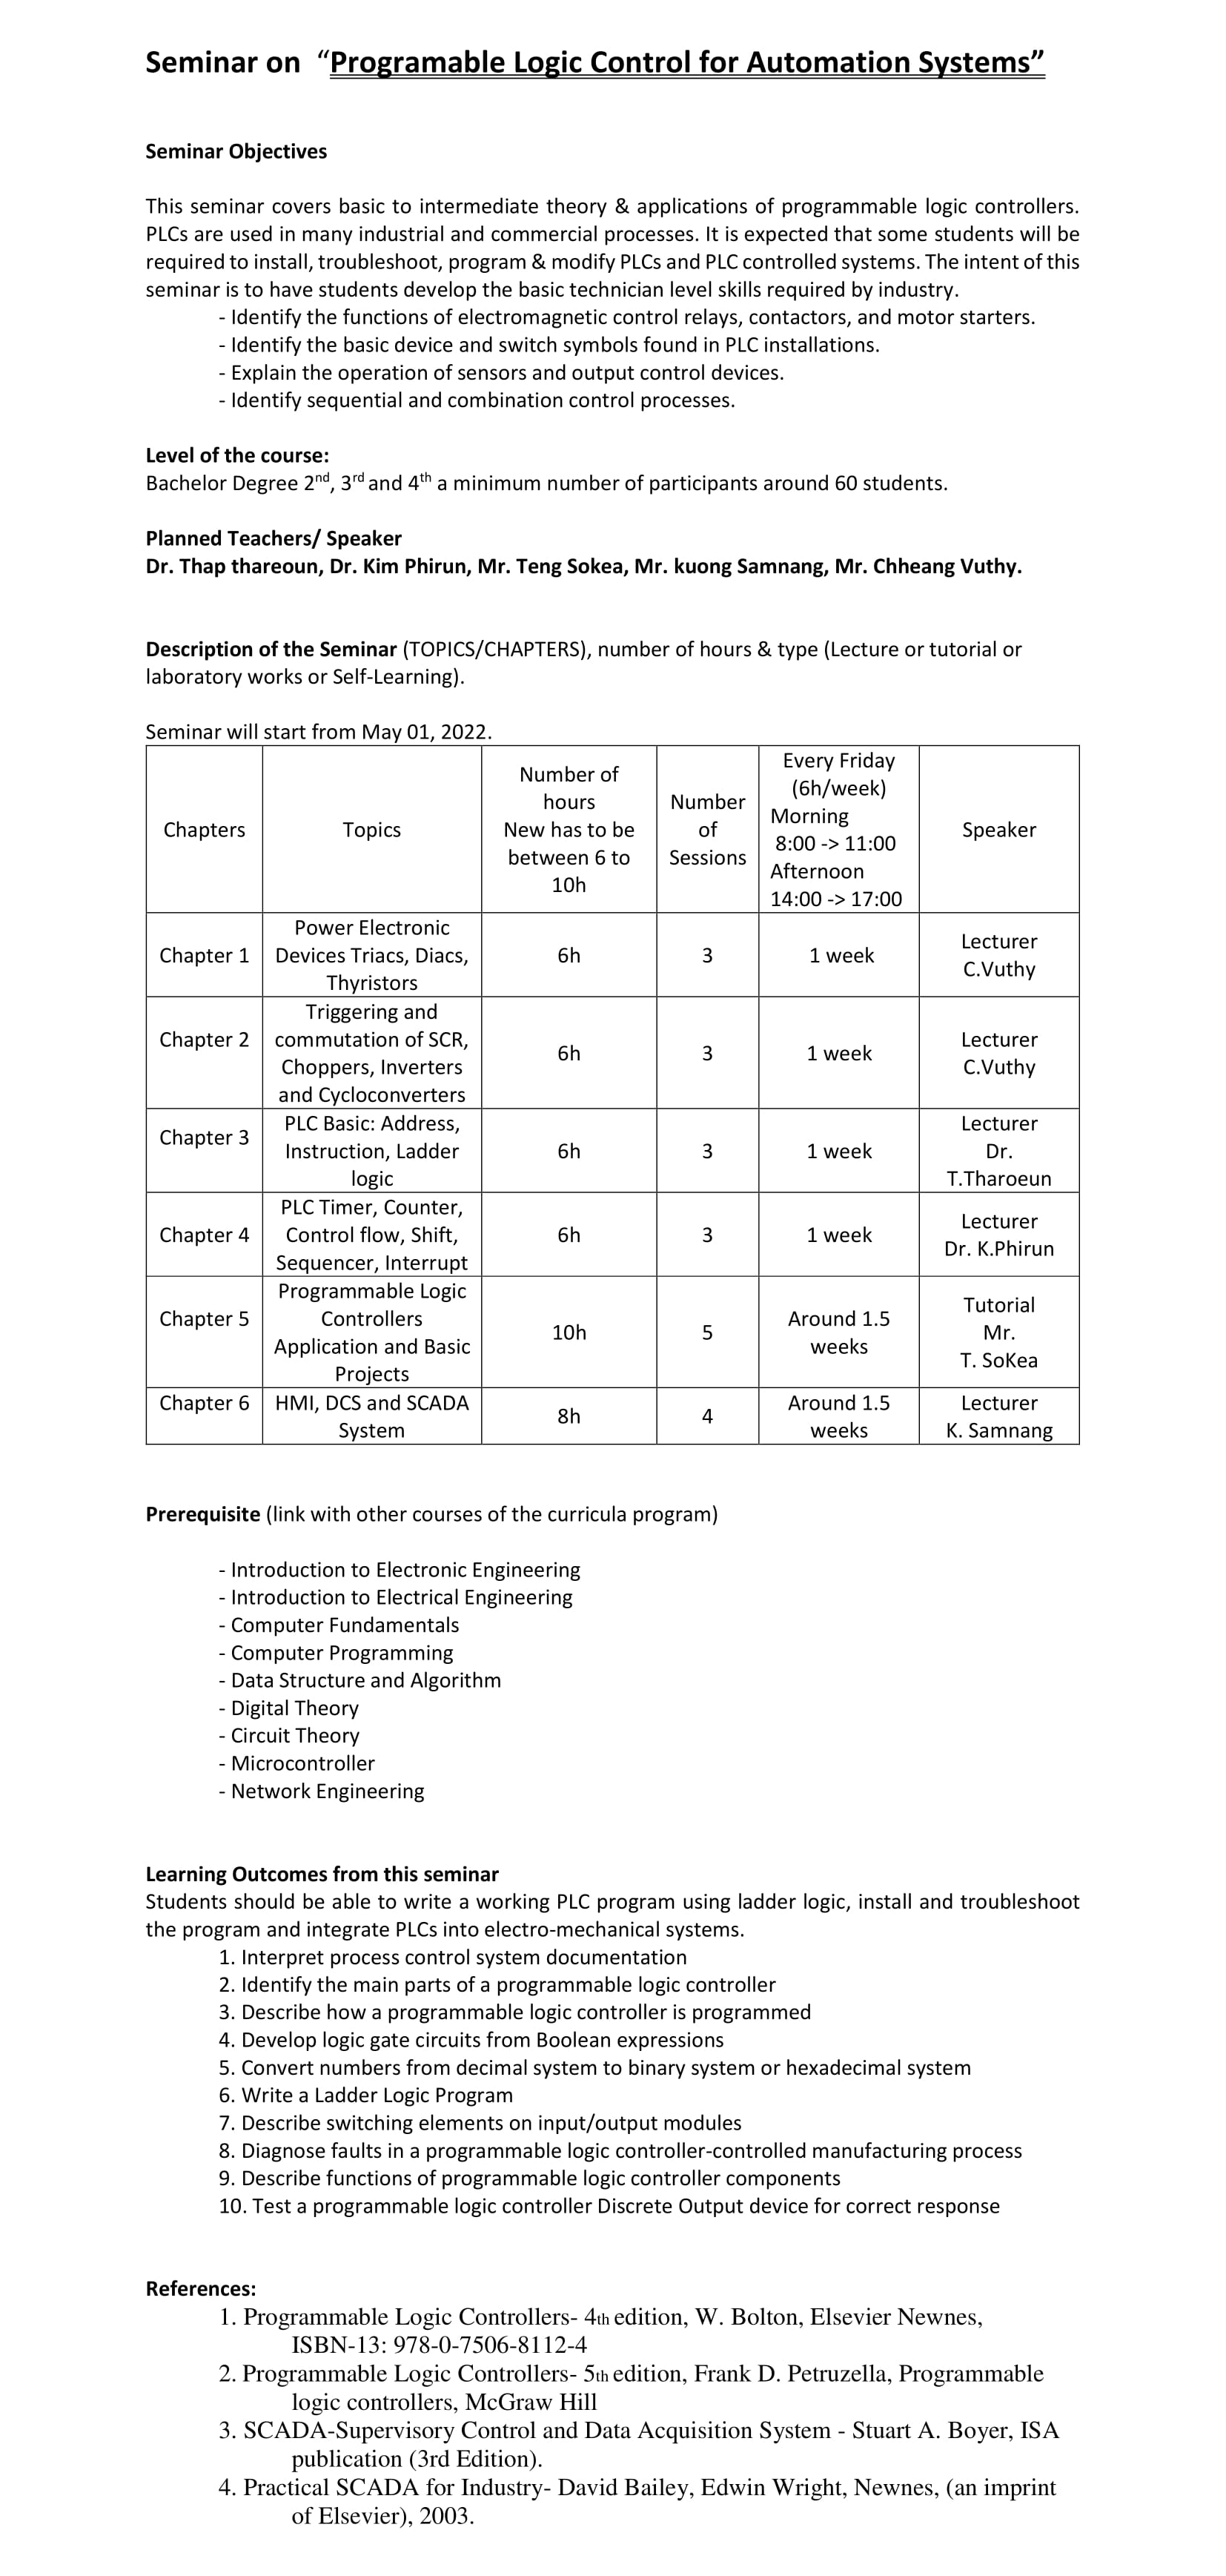 Seminar on “Programable Logic Control for Automation Systems”
Seminar Objectives
This seminar covers basic to intermediate theory & applications of programmable logic controllers.
PLCs are used in many industrial and commercial processes. It is expected that some students will be
required to install, troubleshoot, program & modify PLCs and PLC controlled systems. The intent of this
seminar is to have students develop the basic technician level skills required by industry.
- Identify the functions of electromagnetic control relays, contactors, and motor starters.
- Identify the basic device and switch symbols found in PLC installations.
- Explain the operation of sensors and output control devices.
- Identify sequential and combination control processes.
Level of the course:
Bachelor Degree 2nd, 3rd and 4th a minimum number of participants around 60 students.
Planned Teachers/ Speaker
Dr. Thap thareoun, Dr. Kim Phirun, Mr. Teng Sokea, Mr. kuong Samnang, Mr. Chheang Vuthy.
Description of the Seminar (TOPICS/CHAPTERS), number of hours & type (Lecture or tutorial or
laboratory works or Self-Learning).
Seminar will start from May 01, 2022.
Chapters
Topics
Number of
hours
New has to be
between 6 to
10h
Number
of
Sessions
Every Friday
(6h/week)
Morning
8:00 -> 11:00
Afternoon
14:00 -> 17:00
Speaker
Chapter 1
Power Electronic
Devices Triacs, Diacs,
Thyristors
6h
3
1 week
Lecturer
C.Vuthy
Chapter 2
Triggering and
commutation of SCR,
Choppers, Inverters
and Cycloconverters
6h
3
1 week
Lecturer
C.Vuthy
Chapter 3
PLC Basic: Address,
Instruction, Ladder
logic
6h
3
1 week
Lecturer
Dr.
T.Tharoeun
Chapter 4
PLC Timer, Counter,
Control flow, Shift,
Sequencer, Interrupt
6h
3
1 week
Lecturer
Dr. K.Phirun
Chapter 5
Programmable Logic
Controllers
Application and Basic
Projects
10h
5
Around 1.5
weeks
Tutorial
Mr.
T. SoKea
Chapter 6
HMI, DCS and SCADA
System
8h
4
Around 1.5
weeks
Lecturer
K. Samnang
Prerequisite (link with other courses of the curricula program)
- Introduction to Electronic Engineering
- Introduction to Electrical Engineering
- Computer Fundamentals
- Computer Programming
- Data Structure and Algorithm
- Digital Theory
- Circuit Theory
- Microcontroller
- Network Engineering
Learning Outcomes from this seminar
Students should be able to write a working PLC program using ladder logic, install and troubleshoot
the program and integrate PLCs into electro-mechanical systems.
1. Interpret process control system documentation
2. Identify the main parts of a programmable logic controller
3. Describe how a programmable logic controller is programmed
4. Develop logic gate circuits from Boolean expressions
5. Convert numbers from decimal system to binary system or hexadecimal system
6. Write a Ladder Logic Program
7. Describe switching elements on input/output modules
8. Diagnose faults in a programmable logic controller-controlled manufacturing process
9. Describe functions of programmable logic controller components
10. Test a programmable logic controller Discrete Output device for correct response
References:
1. Programmable Logic Controllers- 4th edition, W. Bolton, Elsevier Newnes,
ISBN-13: 978-0-7506-8112-4
2. Programmable Logic Controllers- 5th edition, Frank D. Petruzella, Programmable
logic controllers, McGraw Hill
3. SCADA-Supervisory Control and Data Acquisition System - Stuart A. Boyer, ISA
publication (3rd Edition).
4. Practical SCADA for Industry- David Bailey, Edwin Wright, Newnes, (an imprint
of Elsevier), 2003.